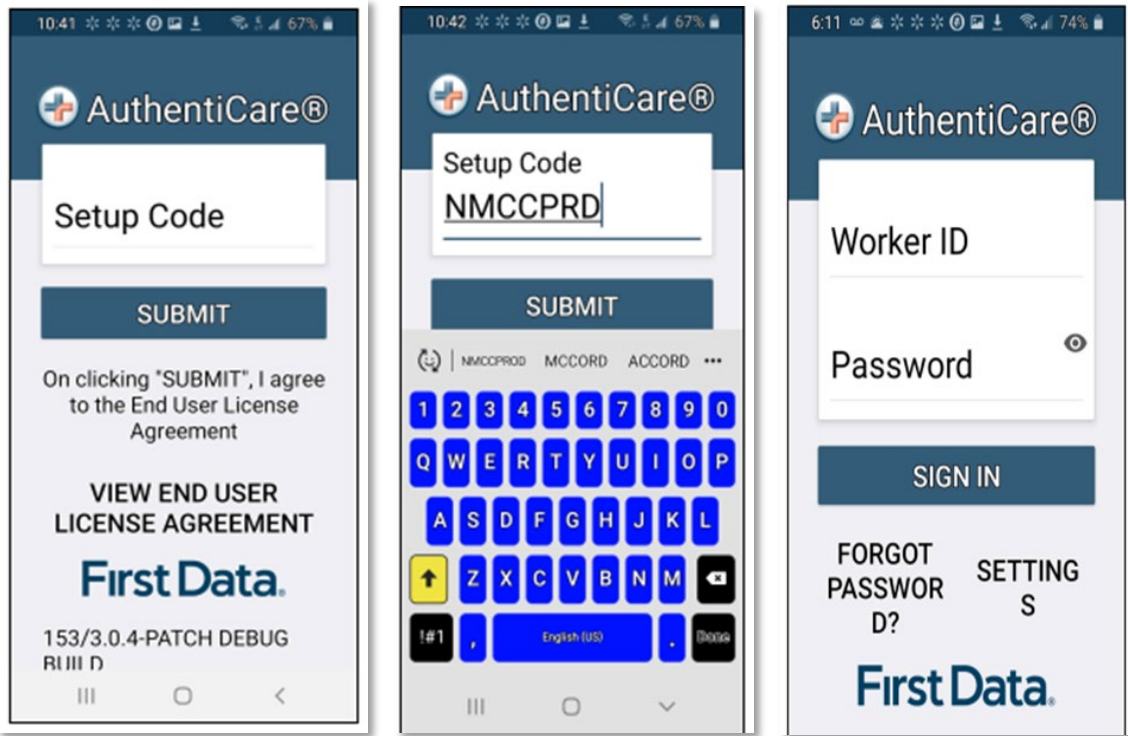 10:41 67%
AuthentiCare®
Setup Code
SUBMIT
On clicking "SUBMIT", I agree
to the End User License
Agreement
VIEW END USER
LICENSE AGREEMENT
First Data.
153/3.0.4-PATCH DEBUG
BUILD
10:42 67%
AuthentiCare®
Setup Code
NMCCPRD
SUBMIT
NMCCPROD MCCORD ACCORD •••
1 2 3 4 5 6 7 8 9 0
Q W E R T Y U I O P
A S D F G H J K L
Z X C V B N M
!#1 , English (US) . Done
6:11 74%
AuthentiCare®
Worker ID
Password
SIGN IN
FORGOT
PASSWOR
D?
SETTING
S
First Data.